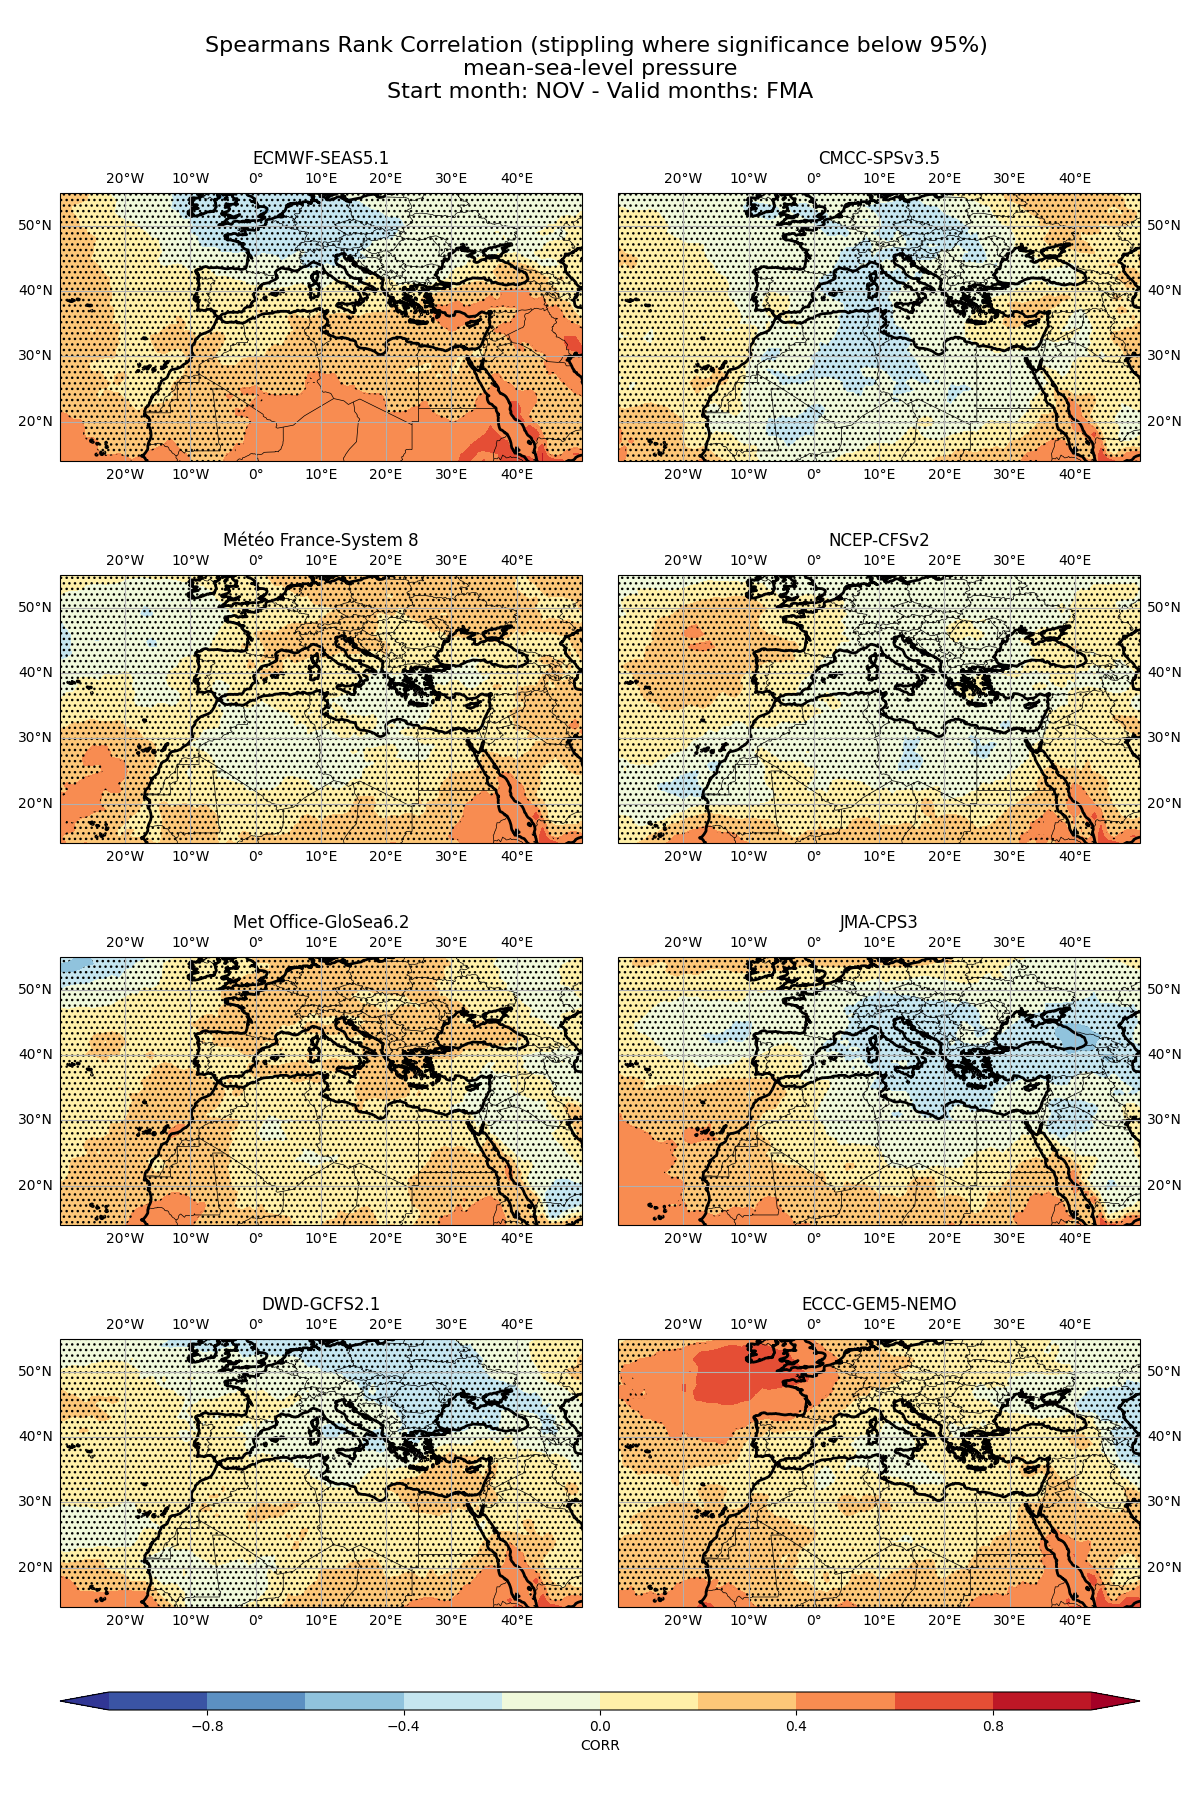 Spearmans Rank Correlation (stippling where significance below 95%)
mean-sea-level pressure
Start month: NOV - Valid months: FMA
ECMWF-SEAS5.1
20°W 10°W 0° 10°E 20°E 30°E 40°E
50°N
40°N
30°N
20°N
20°W 10°W 0° 10°E 20°E 30°E 40°E
CMCC-SPSv3.5
20°W 10°W 0° 10°E 20°E 30°E 40°E
50°N
40°N
30°N
20°N
20°W 10°W 0° 10°E 20°E 30°E 40°E
Météo France-System 8
20°W 10°W 0° 10°E 20°E 30°E 40°E
50°N
40°N
30°N
20°N
20°W 10°W 0° 10°E 20°E 30°E 40°E
NCEP-CFSv2
20°W 10°W 0° 10°E 20°E 30°E 40°E
50°N
40°N
30°N
20°N
20°W 10°W 0° 10°E 20°E 30°E 40°E
Met Office-GloSea6.2
20°W 10°W 0° 10°E 20°E 30°E 40°E
50°N
40°N
30°N
20°N
20°W 10°W 0° 10°E 20°E 30°E 40°E
JMA-CPS3
20°W 10°W 0° 10°E 20°E 30°E 40°E
50°N
40°N
30°N
20°N
20°W 10°W 0° 10°E 20°E 30°E 40°E
DWD-GCFS2.1
20°W 10°W 0° 10°E 20°E 30°E 40°E
50°N
40°N
30°N
20°N
20°W 10°W 0° 10°E 20°E 30°E 40°E
ECCC-GEM5-NEMO
20°W 10°W 0° 10°E 20°E 30°E 40°E
50°N
40°N
30°N
20°N
20°W 10°W 0° 10°E 20°E 30°E 40°E
−0.8 −0.4 0.0 0.4 0.8
CORR